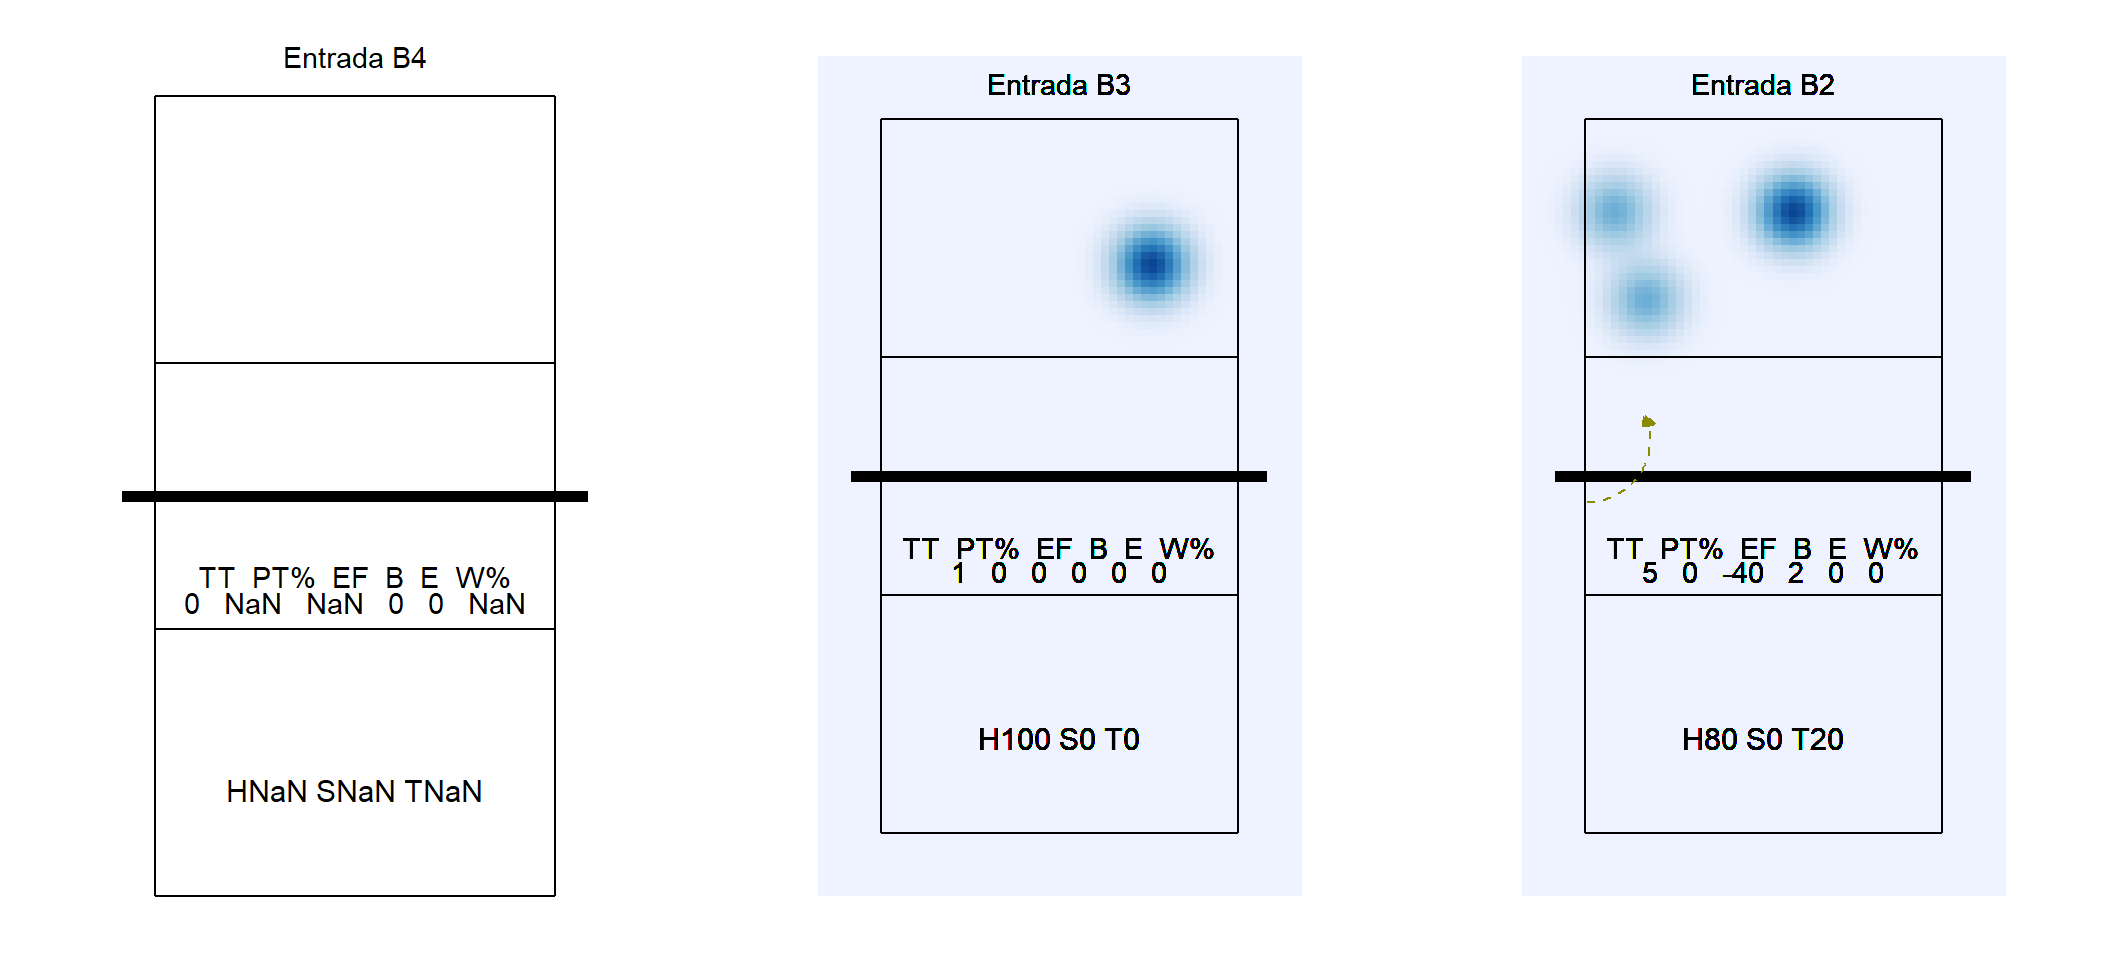 Entrada B4
TT PT% EF B E W%
0 NaN NaN 0 0 NaN
HNaN SNaN TNaN
Entrada B3
TT PT% EF B E W%
1 0 0 0 0 0
H100 S0 T0
Entrada B2
TT PT% EF B E W%
5 0 -40 2 0 0
H80 S0 T20